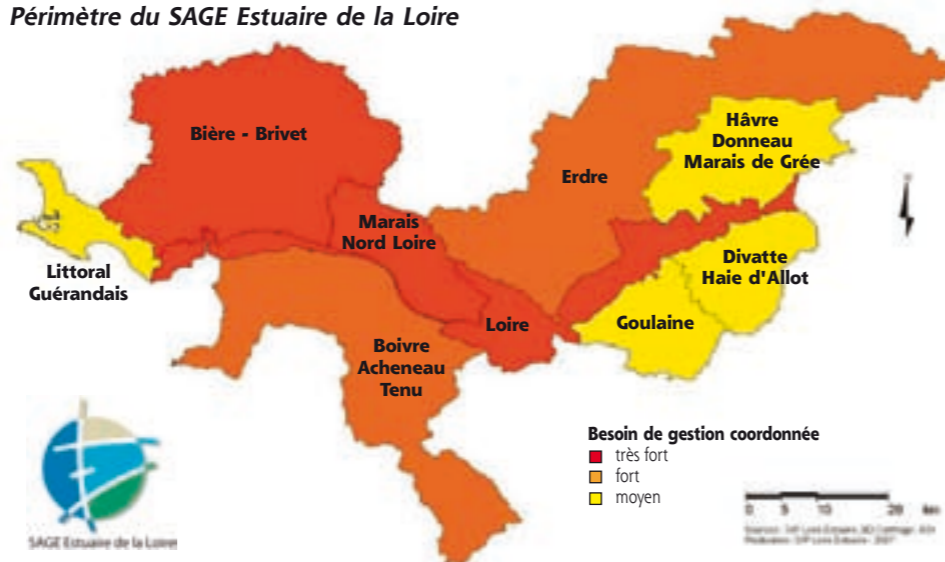 Périmètre du SAGE Estuaire de la Loire
Bière - Brivet
Hâvre
Donneau
Marais de Grée
Erdre
Marais
Nord Loire
Littoral
Guérandais
Divatte
Haie d'Allot
Loire
Goulaine
Boivre
Acheneau
Tenu
Besoin de gestion coordonnée
très fort
fort
moyen
0 5 10 20 km
SAGE Estuaire de la Loire